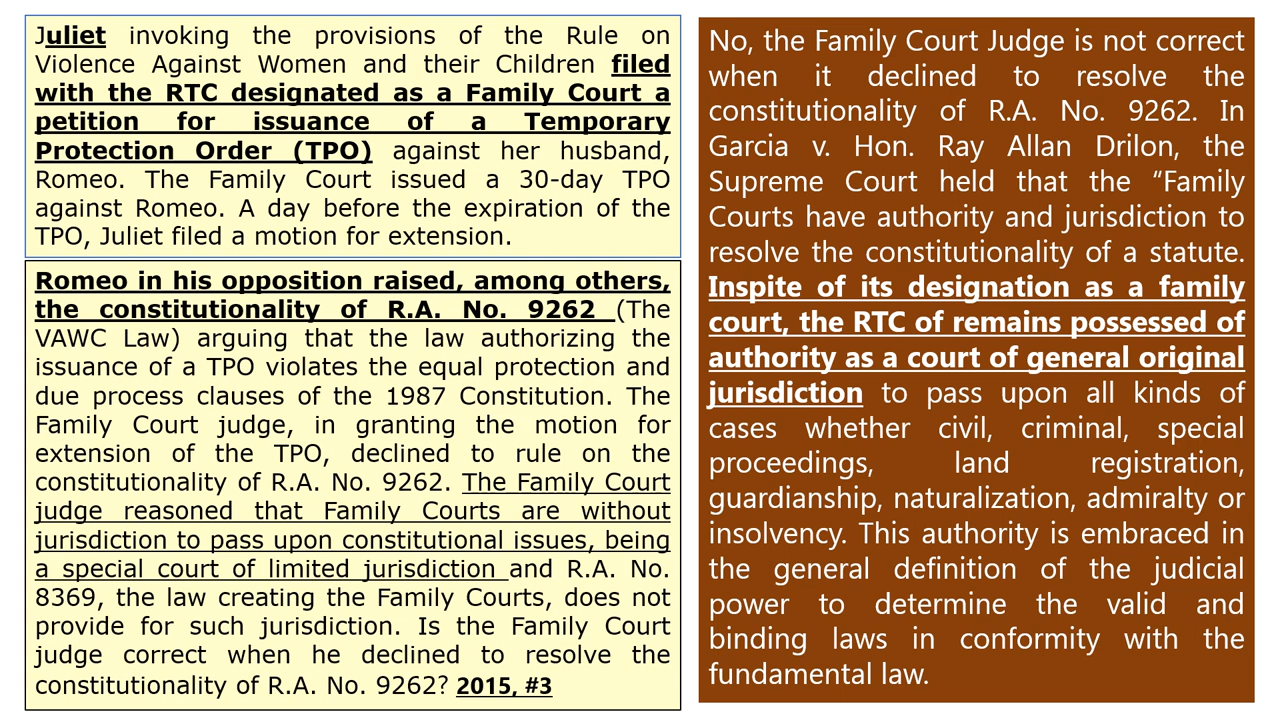 Juliet invoking the provisions of the Rule on
Violence Against Women and their Children filed
with the RTC designated as a Family Court a
petition for issuance of a Temporary
Protection Order (TPO) against her husband,
Romeo. The Family Court issued a 30-day TPO
against Romeo. A day before the expiration of the
TPO, Juliet filed a motion for extension.
Romeo in his opposition raised, among others,
the constitutionality of R.A. No. 9262 (The
VAWC Law) arguing that the law authorizing the
issuance of a TPO violates the equal protection and
due process clauses of the 1987 Constitution. The
Family Court judge, in granting the motion for
extension of the TPO, declined to rule on the
constitutionality of R.A. No. 9262. The Family Court
judge reasoned that Family Courts are without
jurisdiction to pass upon constitutional issues, being
a special court of limited jurisdiction and R.A. No.
8369, the law creating the Family Courts, does not
provide for such jurisdiction. Is the Family Court
judge correct when he declined to resolve the
constitutionality of R.A. No. 9262? 2015, #3
No, the Family Court Judge is not correct
when it declined to resolve the
constitutionality of R.A. No. 9262. In
Garcia v. Hon. Ray Allan Drilon, the
Supreme Court held that the “Family
Courts have authority and jurisdiction to
resolve the constitutionality of a statute.
Inspite of its designation as a family
court, the RTC of remains possessed of
authority as a court of general original
jurisdiction to pass upon all kinds of
cases whether civil, criminal, special
proceedings, land registration,
guardianship, naturalization, admiralty or
insolvency. This authority is embraced in
the general definition of the judicial
power to determine the valid and
binding laws in conformity with the
fundamental law.